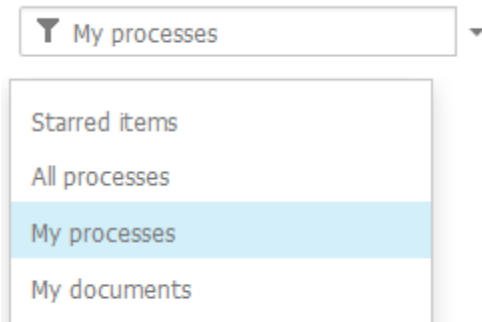 My processes
Starred items
All processes
My processes
My documents